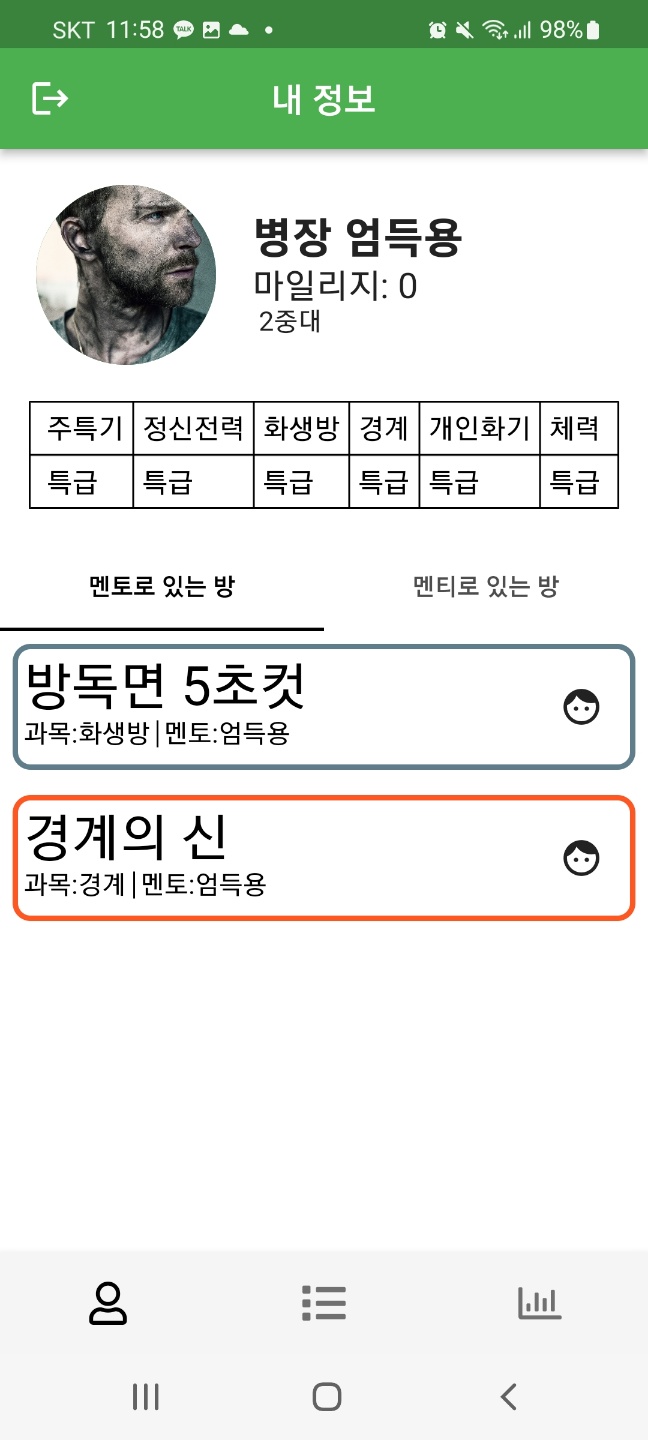 SKT 11:58 TALK 98%
내 정보
병장 엄득용
마일리지: 0
2중대
주특기 정신전력 화생방 경계 개인화기 체력
특급 특급 특급 특급 특급 특급
멘토로 있는 방 멘티로 있는 방
방독면 5초컷
과목:화생방|멘토:엄득용
경계의 신
과목:경계|멘토:엄득용